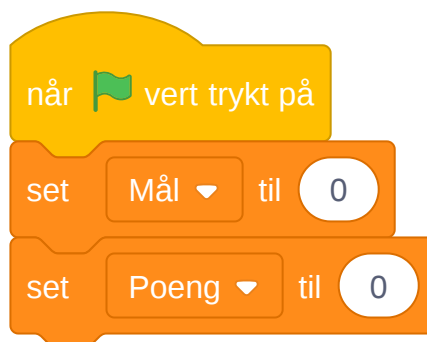 når vert trykt på
set Mål til 0
set Poeng til 0